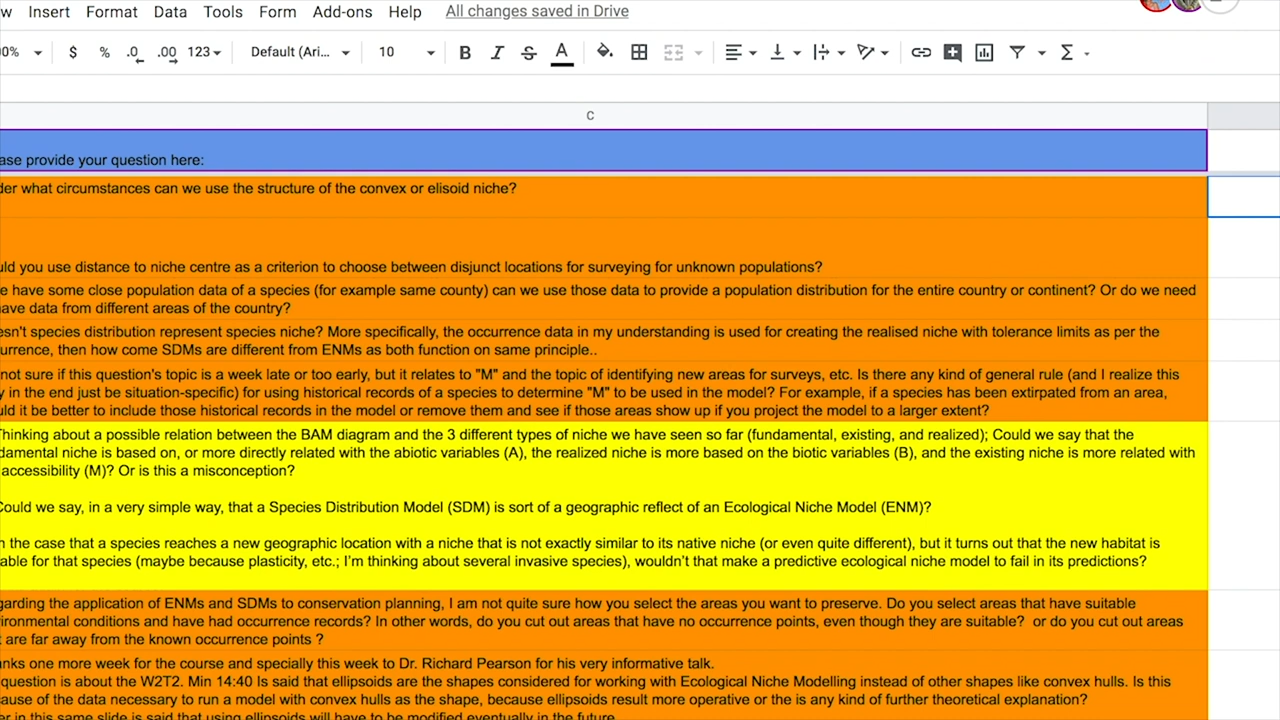 w Insert Format Data Tools Form Add-ons Help All changes saved in Drive
0% $ % .0 .00 123 Default (Ari... 10 B I S A Σ
C
ase provide your question here:
der what circumstances can we use the structure of the convex or elisoid niche?
uld you use distance to niche centre as a criterion to choose between disjunct locations for surveying for unknown populations?
e have some close population data of a species (for example same county) can we use those data to provide a population distribution for the entire country or continent? Or do we need
ave data from different areas of the country?
esn't species distribution represent species niche? More specifically, the occurrence data in my understanding is used for creating the realised niche with tolerance limits as per the
urrence, then how come SDMs are different from ENMs as both function on same principle..
not sure if this question's topic is a week late or too early, but it relates to "M" and the topic of identifying new areas for surveys, etc. Is there any kind of general rule (and I realize this
y in the end just be situation-specific) for using historical records of a species to determine "M" to be used in the model? For example, if a species has been extirpated from an area,
uld it be better to include those historical records in the model or remove them and see if those areas show up if you project the model to a larger extent?
Thinking about a possible relation between the BAM diagram and the 3 different types of niche we have seen so far (fundamental, existing, and realized); Could we say that the
damental niche is based on, or more directly related with the abiotic variables (A), the realized niche is more based on the biotic variables (B), and the existing niche is more related with
accessibility (M)? Or is this a misconception?
Could we say, in a very simple way, that a Species Distribution Model (SDM) is sort of a geographic reflect of an Ecological Niche Model (ENM)?
n the case that a species reaches a new geographic location with a niche that is not exactly similar to its native niche (or even quite different), but it turns out that the new habitat is
able for that species (maybe because plasticity, etc.; I'm thinking about several invasive species), wouldn't that make a predictive ecological niche model to fail in its predictions?
garding the application of ENMs and SDMs to conservation planning, I am not quite sure how you select the areas you want to preserve. Do you select areas that have suitable
vironmental conditions and have had occurrence records? In other words, do you cut out areas that have no occurrence points, even though they are suitable? or do you cut out areas
t are far away from the known occurrence points ?
anks one more week for the course and specially this week to Dr. Richard Pearson for his very informative talk.
question is about the W2T2. Min 14:40 Is said that ellipsoids are the shapes considered for working with Ecological Niche Modelling instead of other shapes like convex hulls. Is this
ause of the data necessary to run a model with convex hulls as the shape, because ellipsoids result more operative or the is any kind of further theoretical explanation?
er in this same slide is said that using ellipsoids will have to be modified eventually in the future